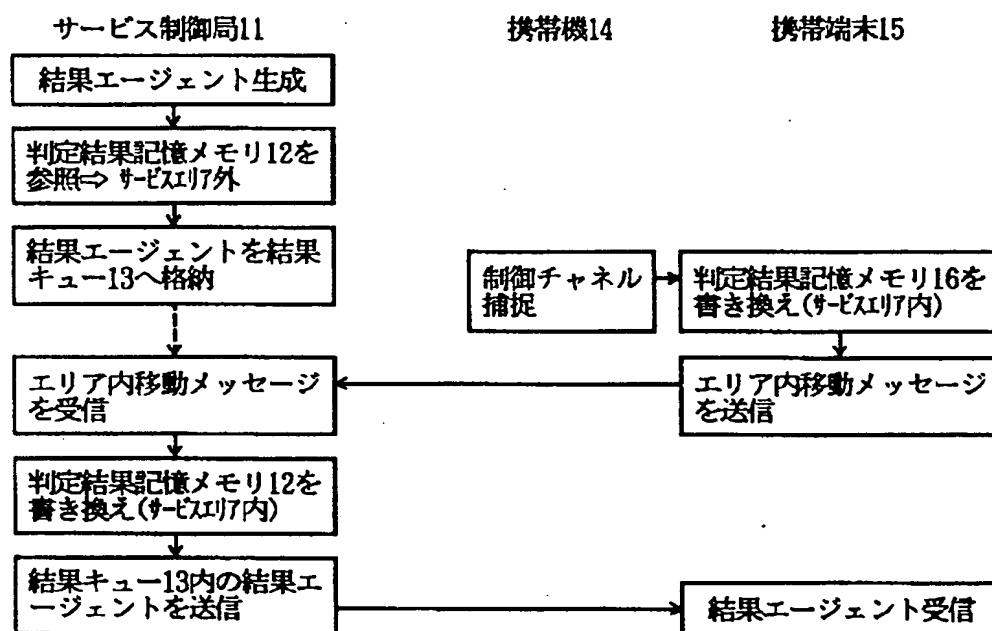 サービス制御局11
携帯機14
携帯端末15
結果エージェント生成
判定結果記憶メモリ12を
参照⇒サービスエリア外
結果エージェントを結果
キュー13へ格納
制御チャネル
捕捉
判定結果記憶メモリ16を
書き換え(サービスエリア内)
エリア内移動メッセージ
を受信
エリア内移動メッセージ
を送信
判定結果記憶メモリ12を
書き換え(サービスエリア内)
結果キュー13内の結果エ
ージェントを送信
結果エージェント受信